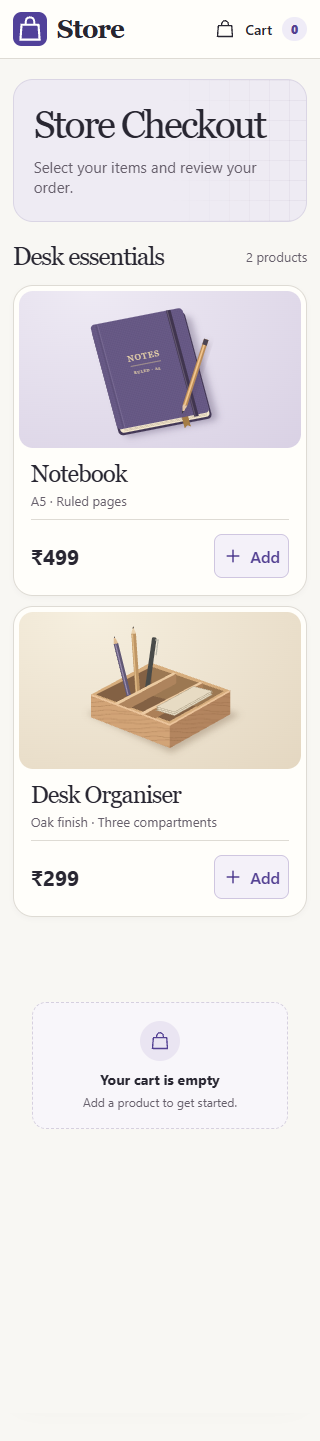 Store
Cart 0
Store Checkout
Select your items and review your
order.
Desk essentials
2 products
NOTES
Notebook
A5 · Ruled pages
₹499
Add
Desk Organiser
Oak finish · Three compartments
₹299
Add
Your cart is empty
Add a product to get started.